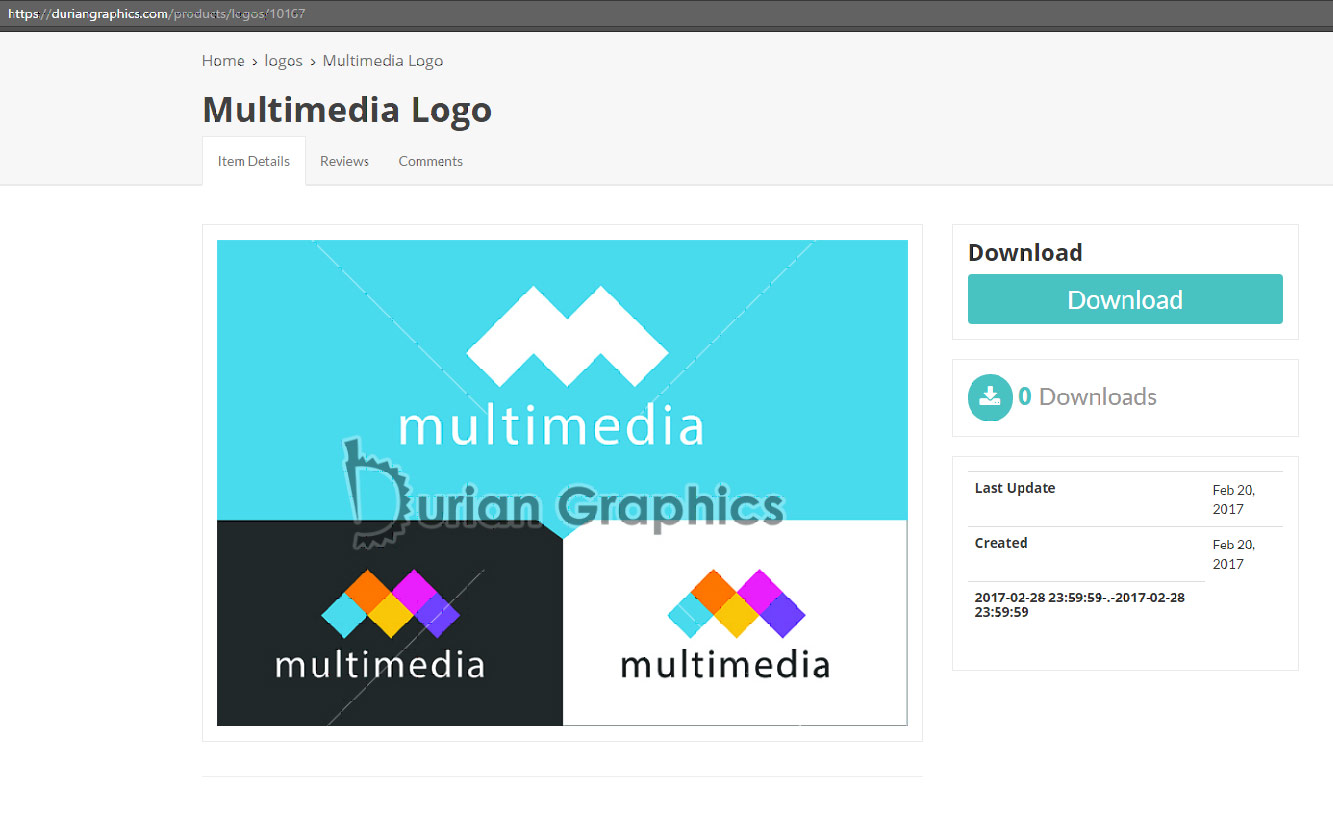 https://duriangraphics.com/products/logos/10167
Home › logos › Multimedia Logo
Multimedia Logo
Item Details Reviews Comments
multimedia
Durian Graphics
multimedia
multimedia
Download
Download
0 Downloads
Last Update Feb 20,
2017
Created Feb 20,
2017
2017-02-28 23:59:59-.-2017-02-28
23:59:59